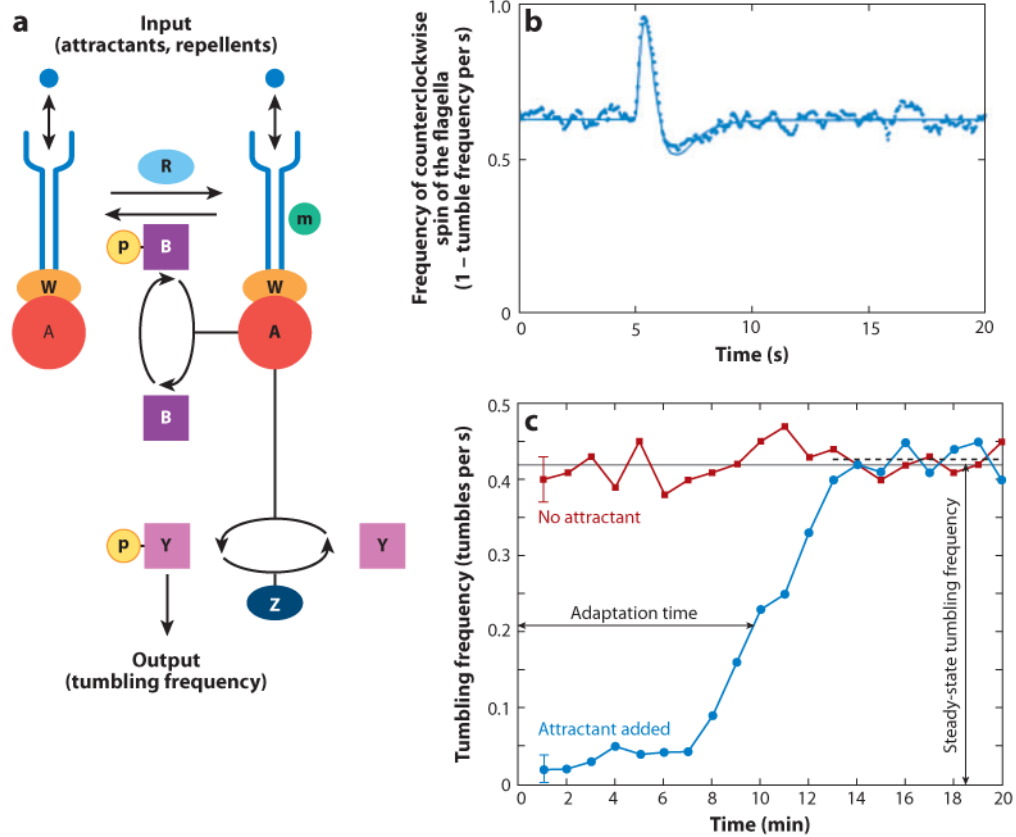 a
Input
(attractants, repellents)
R
m
p
B
W
W
A
A
B
p
Y
Y
Z
Output
(tumbling frequency)
b
Frequency of counterclockwise
spin of the flagella
(1 – tumble frequency per s)
1.0
0.5
0
0
5
10
15
20
Time (s)
c
Tumbling frequency (tumbles per s)
0.5
0.4
0.3
0.2
0.1
0
No attractant
Adaptation time
Attractant added
Steady-state tumbling frequency
0
2
4
6
8
10
12
14
16
18
20
Time (min)